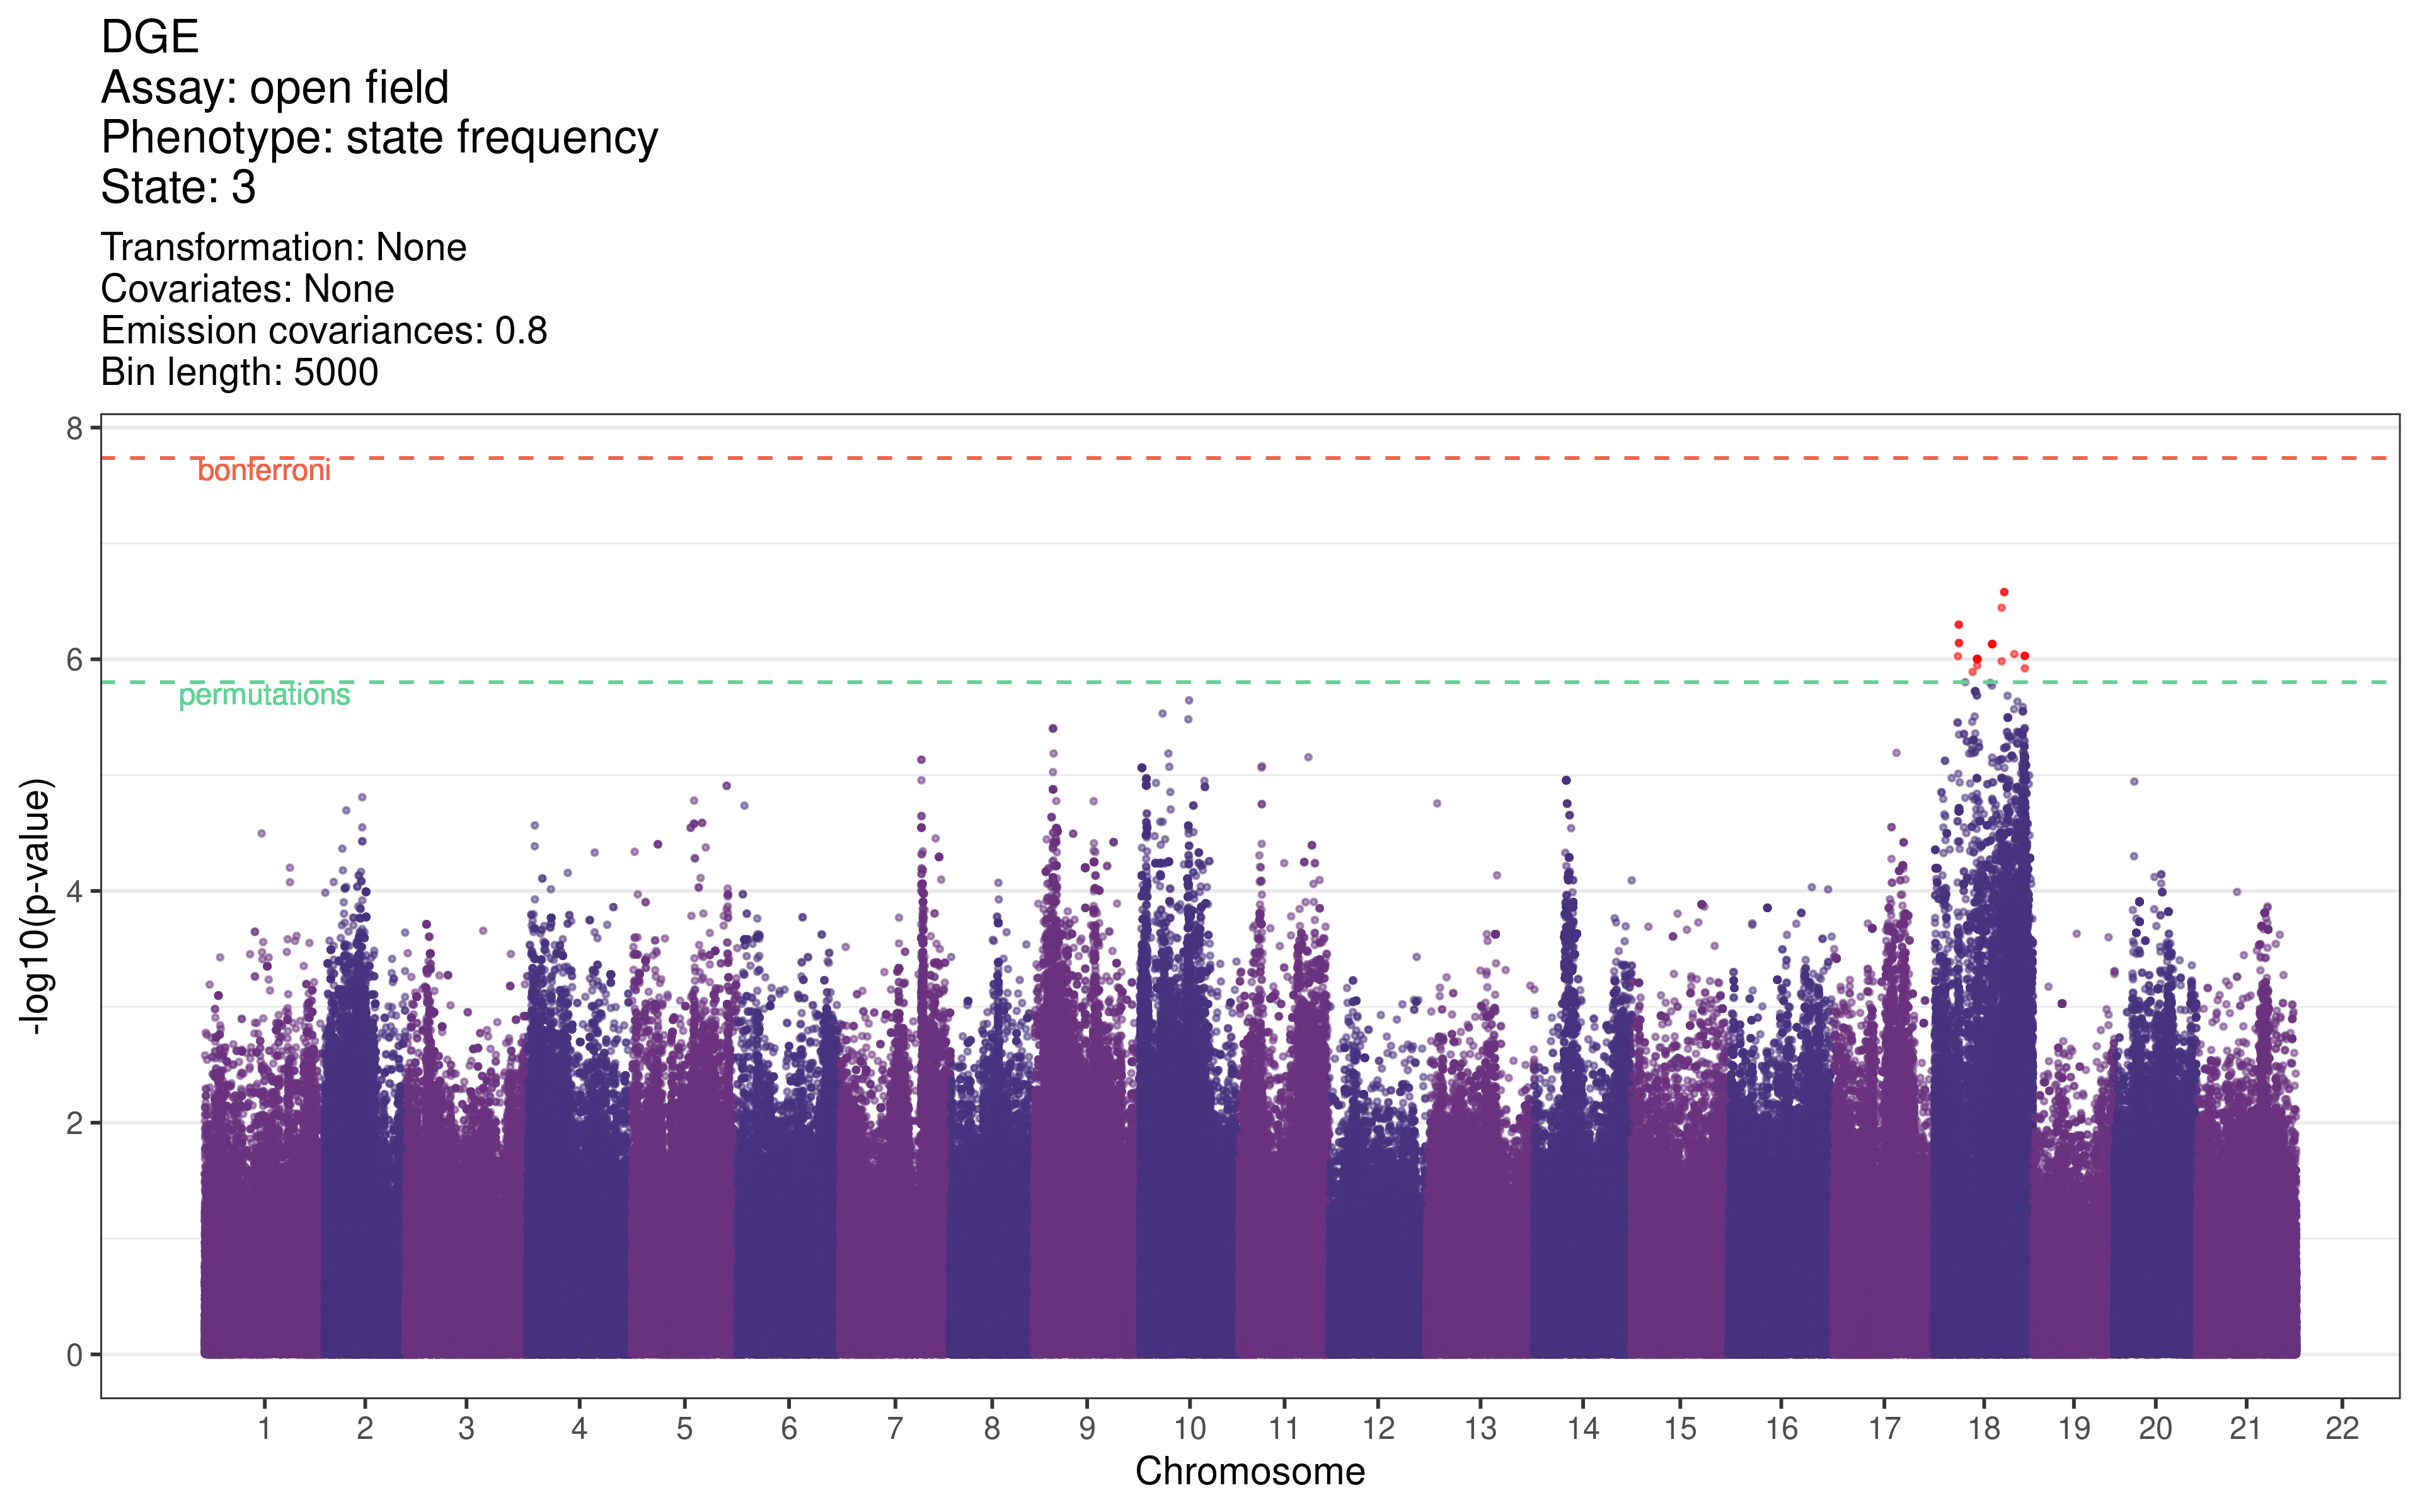 DGE
Assay: open field
Phenotype: state frequency
State: 3
Transformation: None
Covariates: None
Emission covariances: 0.8
Bin length: 5000
8
bonferroni
6
permutations
4
2
0
-log10(p-value)
1 2 3 4 5 6 7 8 9 10 11 12 13 14 15 16 17 18 19 20 21 22
Chromosome